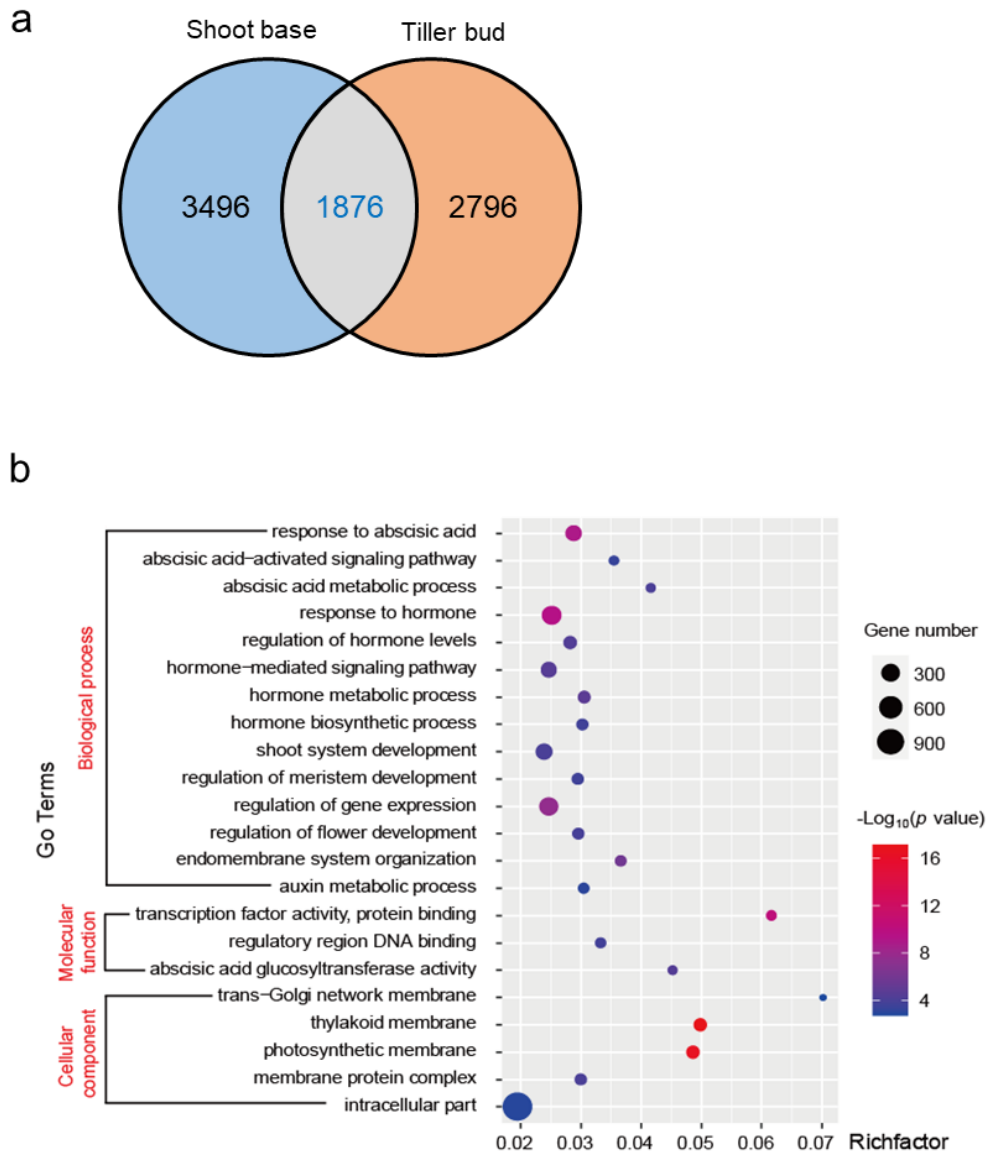 a
Shoot base
Tiller bud
3496
1876
2796
b
Go Terms
Biological process
response to abscisic acid
abscisic acid−activated signaling pathway
abscisic acid metabolic process
response to hormone
regulation of hormone levels
hormone−mediated signaling pathway
hormone metabolic process
hormone biosynthetic process
shoot system development
regulation of meristem development
regulation of gene expression
regulation of flower development
endomembrane system organization
auxin metabolic process
Molecular
function
transcription factor activity, protein binding
regulatory region DNA binding
abscisic acid glucosyltransferase activity
Cellular
component
trans−Golgi network membrane
thylakoid membrane
photosynthetic membrane
membrane protein complex
intracellular part
0.02 0.03 0.04 0.05 0.06 0.07 Richfactor
Gene number
300
600
900
-Log₁₀(p value)
16
12
8
4